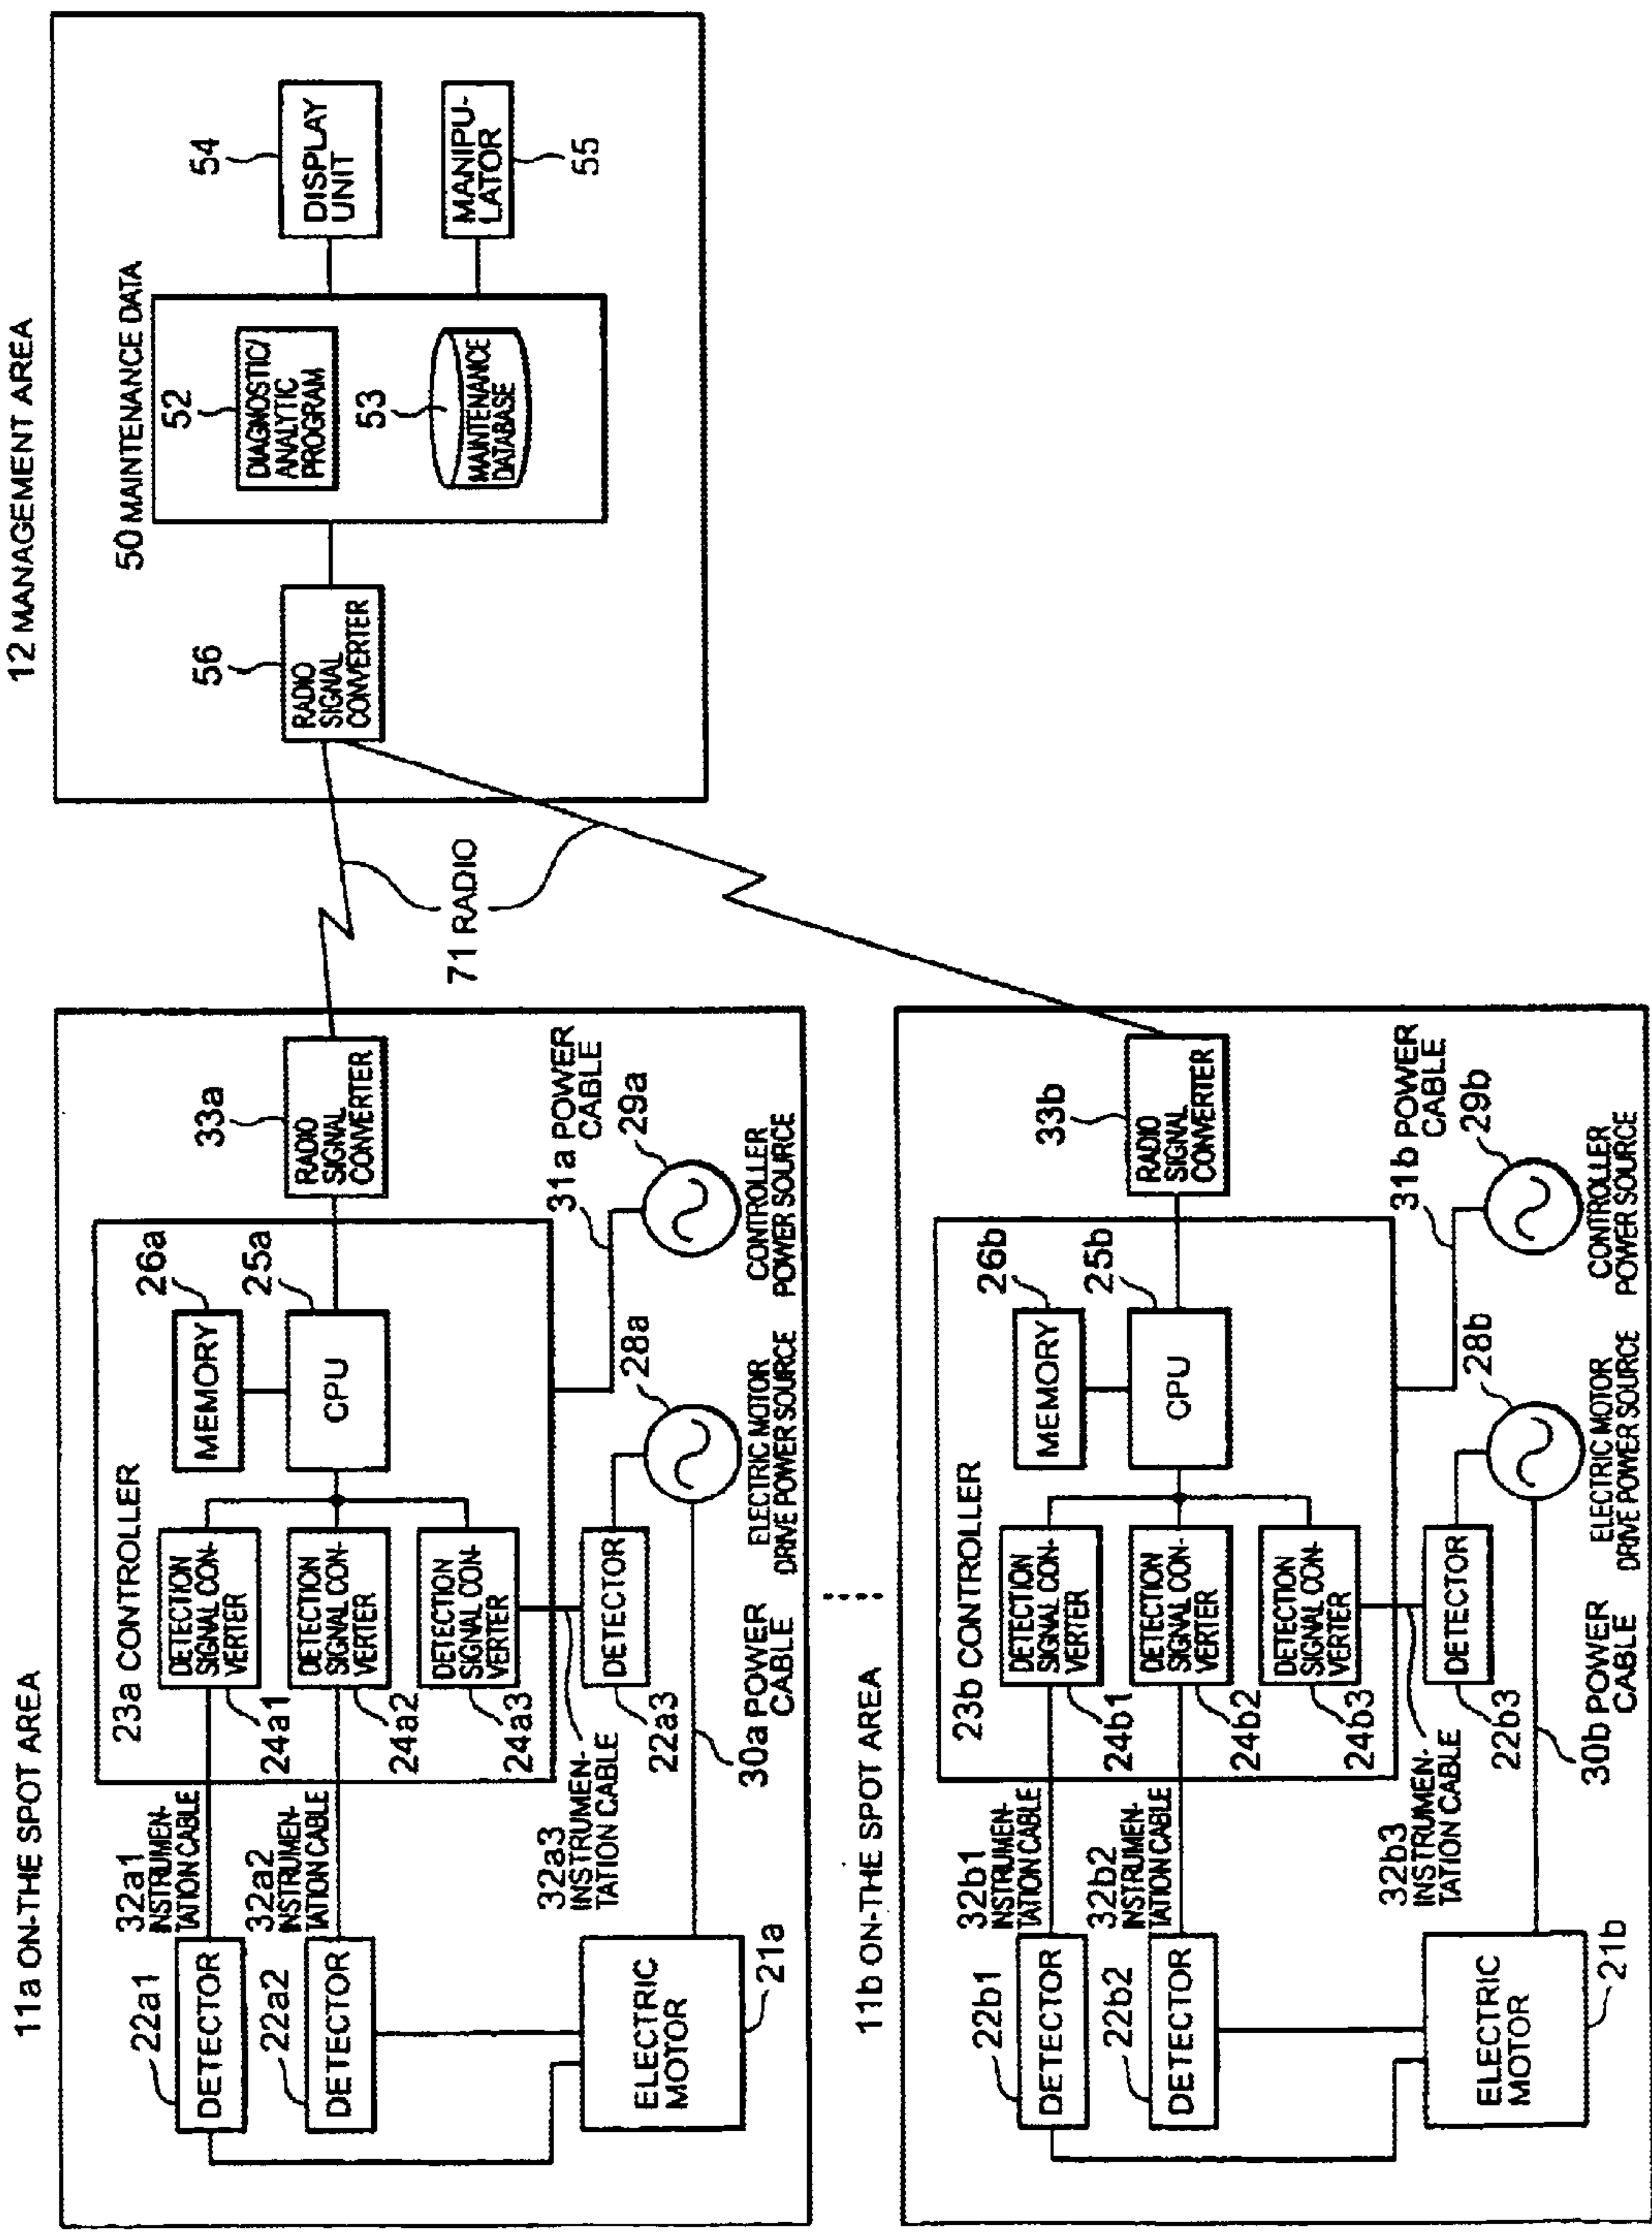 12 MANAGEMENT AREA
50 MAINTENANCE DATA
56
RADIO
SIGNAL
CONVERTER
52
DIAGNOSTIC/
ANALYTIC
PROGRAM
53
MAINTENANCE
DATABASE
54
DISPLAY
UNIT
MANIPU-
LATOR
55
71 RADIO
11a ON-THE SPOT AREA
22a1
DETECTOR
32a1
INSTRUMEN-
TATION CABLE
22a2
DETECTOR
32a2
INSTRUMEN-
TATION CABLE
ELECTRIC
MOTOR
21a
23a CONTROLLER
DETECTION
SIGNAL CON-
VERTER
24a1
DETECTION
SIGNAL CON-
VERTER
24a2
DETECTION
SIGNAL CON-
VERTER
24a3
MEMORY
26a
CPU
25a
33a
RADIO
SIGNAL
CONVERTER
32a3
INSTRUMEN-
TATION CABLE
DETECTOR
22a3
30a POWER
CABLE
28a
ELECTRIC MOTOR
DRIVE POWER SOURCE
31a POWER
CABLE
29a
CONTROLLER
POWER SOURCE
11b ON-THE SPOT AREA
22b1
DETECTOR
32b1
INSTRUMEN-
TATION CABLE
22b2
DETECTOR
32b2
INSTRUMEN-
TATION CABLE
ELECTRIC
MOTOR
21b
23b CONTROLLER
DETECTION
SIGNAL CON-
VERTER
24b1
DETECTION
SIGNAL CON-
VERTER
24b2
DETECTION
SIGNAL CON-
VERTER
24b3
MEMORY
26b
CPU
25b
33b
RADIO
SIGNAL
CONVERTER
32b3
INSTRUMEN-
TATION CABLE
DETECTOR
22b3
30b POWER
CABLE
28b
ELECTRIC MOTOR
DRIVE POWER SOURCE
31b POWER
CABLE
29b
CONTROLLER
POWER SOURCE